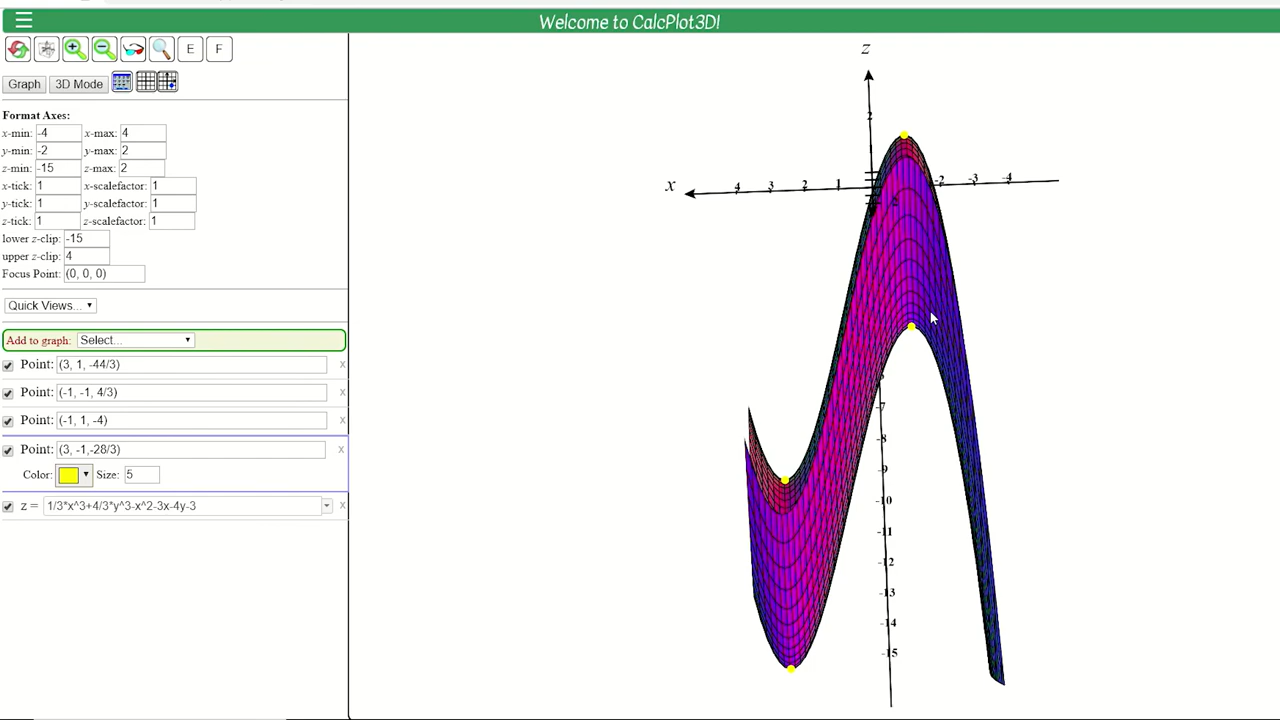 ☰ Welcome to CalcPlot3D!
E F
Graph 3D Mode
Format Axes:
x-min: -4 x-max: 4
y-min: -2 y-max: 2
z-min: -15 z-max: 2
x-tick: 1 x-scalefactor: 1
y-tick: 1 y-scalefactor: 1
z-tick: 1 z-scalefactor: 1
lower z-clip: -15
upper z-clip: 4
Focus Point: (0, 0, 0)
Quick Views...
Add to graph: Select...
Point: (3, 1, -44/3) x
Point: (-1, -1, 4/3) x
Point: (-1, 1, -4) x
Point: (3, -1,-28/3) x
Color: Size: 5
z = 1/3*x^3+4/3*y^3-x^2-3x-4y-3 x
z
2
x 4 3 2 1 -2 -3 -4
-7
-8
-9
-10
-11
-12
-13
-14
-15